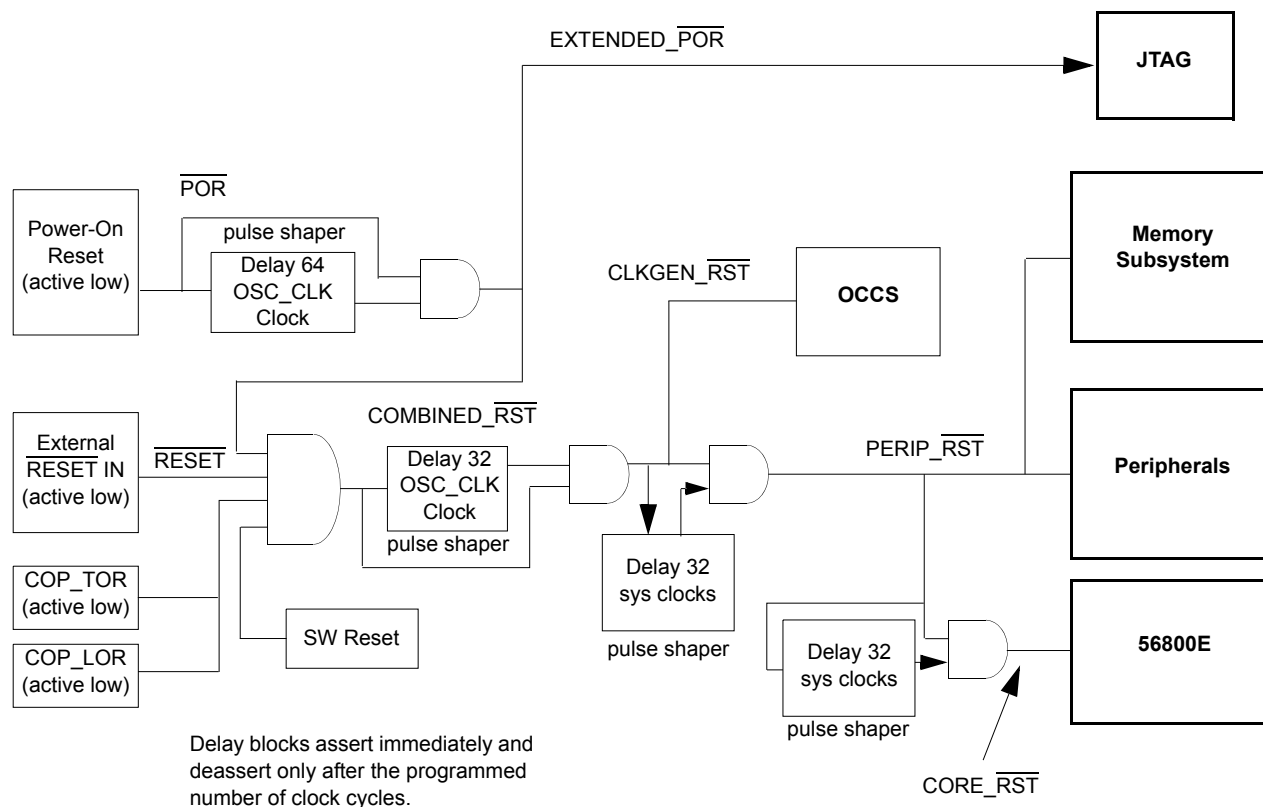 EXTENDED_POR
JTAG
POR
Power-On
Reset
(active low)
pulse shaper
Delay 64
OSC_CLK
Clock
CLKGEN_RST
OCCS
Memory
Subsystem
External
RESET IN
(active low)
RESET
COMBINED_RST
Delay 32
OSC_CLK
Clock
pulse shaper
PERIP_RST
Peripherals
COP_TOR
(active low)
COP_LOR
(active low)
SW Reset
Delay 32
sys clocks
pulse shaper
Delay 32
sys clocks
pulse shaper
56800E
CORE_RST
Delay blocks assert immediately and
deassert only after the programmed
number of clock cycles.